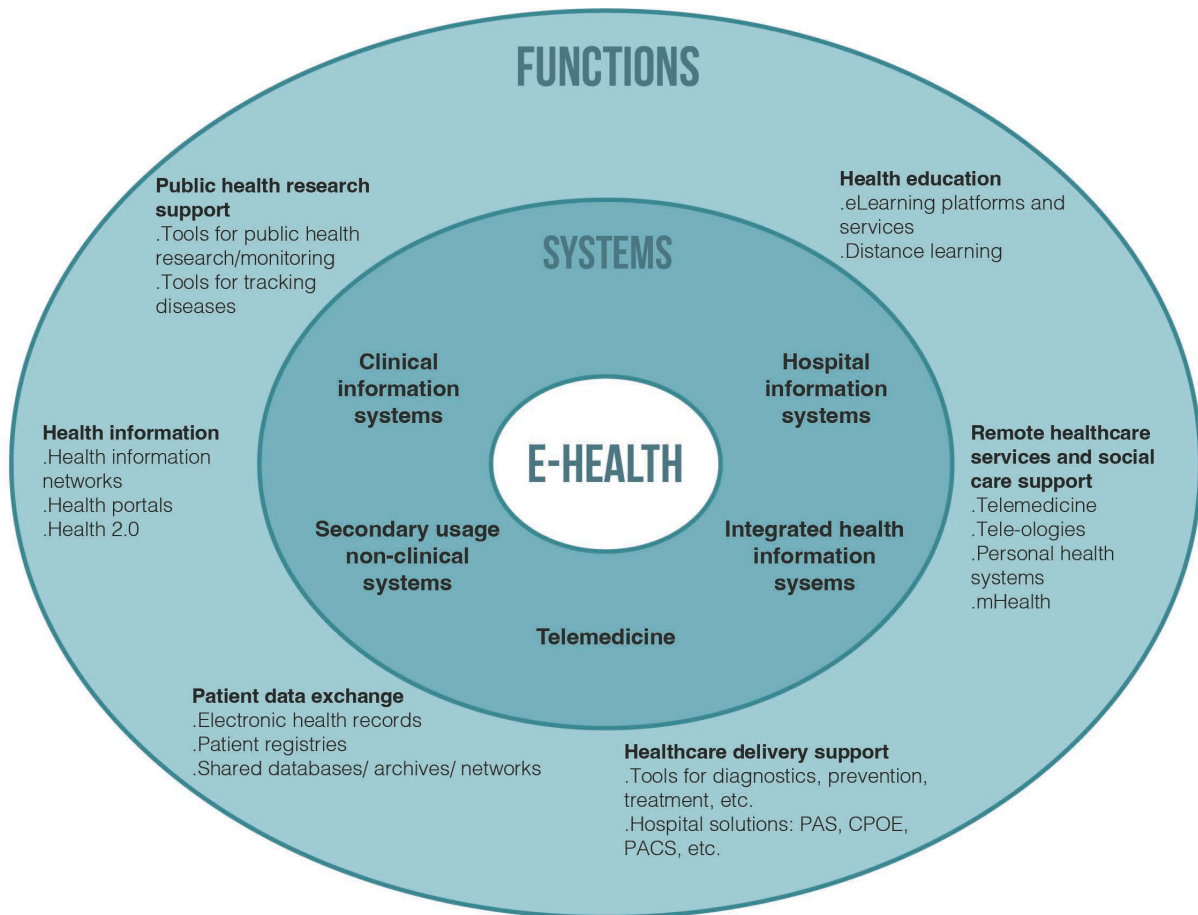 FUNCTIONS
Public health research
support
.Tools for public health
research/monitoring
.Tools for tracking
diseases
Health education
.eLearning platforms and
services
.Distance learning
SYSTEMS
Clinical
information
systems
Hospital
information
systems
Health information
.Health information
networks
.Health portals
.Health 2.0
E-HEALTH
Remote healthcare
services and social
care support
.Telemedicine
.Tele-ologies
.Personal health
systems
.mHealth
Secondary usage
non-clinical
systems
Integrated health
information
sysems
Telemedicine
Patient data exchange
.Electronic health records
.Patient registries
.Shared databases/ archives/ networks
Healthcare delivery support
.Tools for diagnostics, prevention,
treatment, etc.
.Hospital solutions: PAS, CPOE,
PACS, etc.